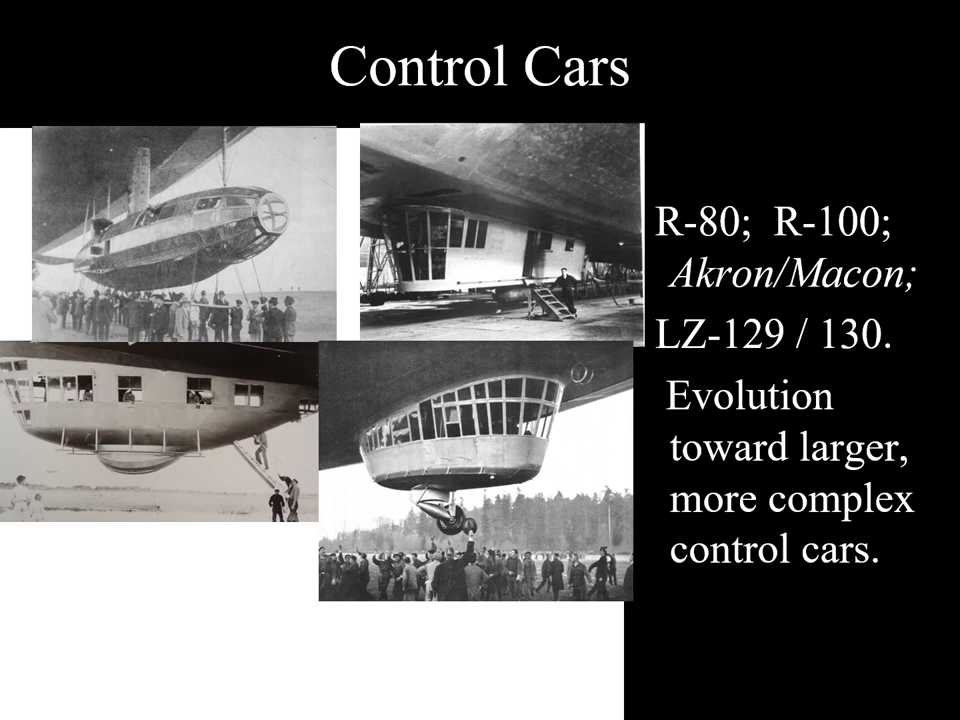 Control Cars
R-80;  R-100;
Akron/Macon;
LZ-129 / 130.
Evolution
toward larger,
more complex
control cars.